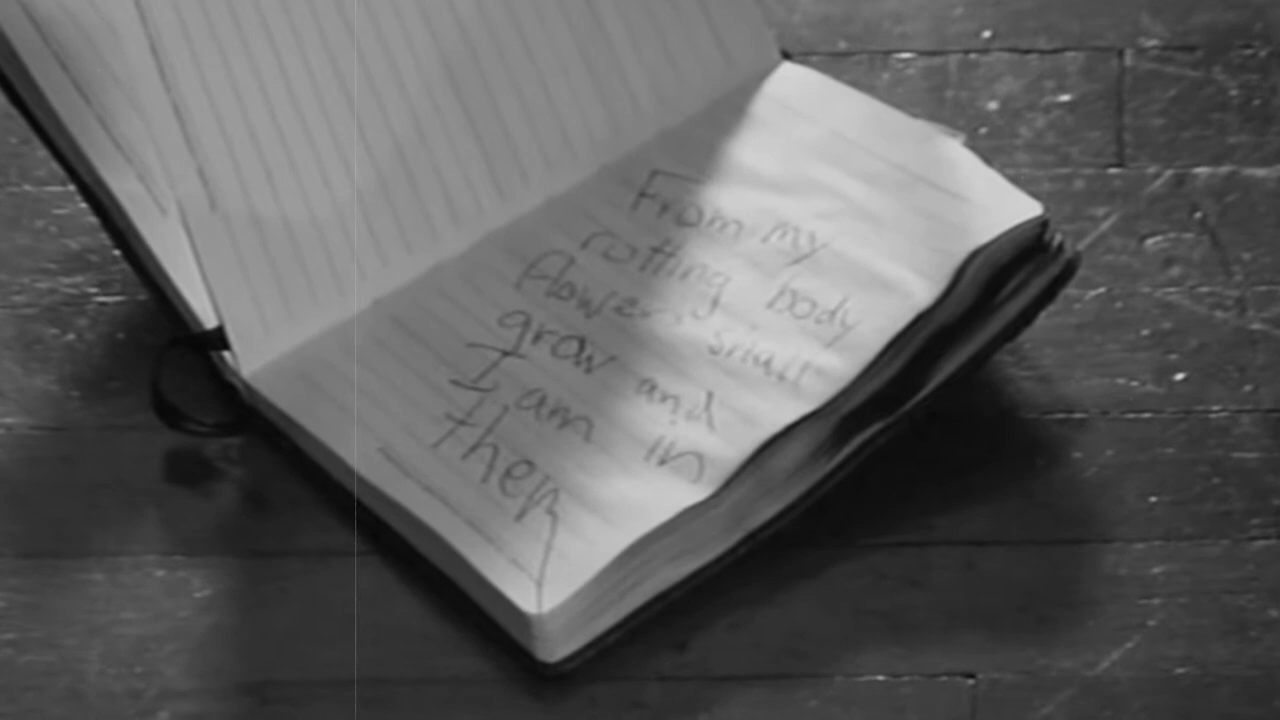 From my
rotting body
flowers shall
grow and
I am in
them